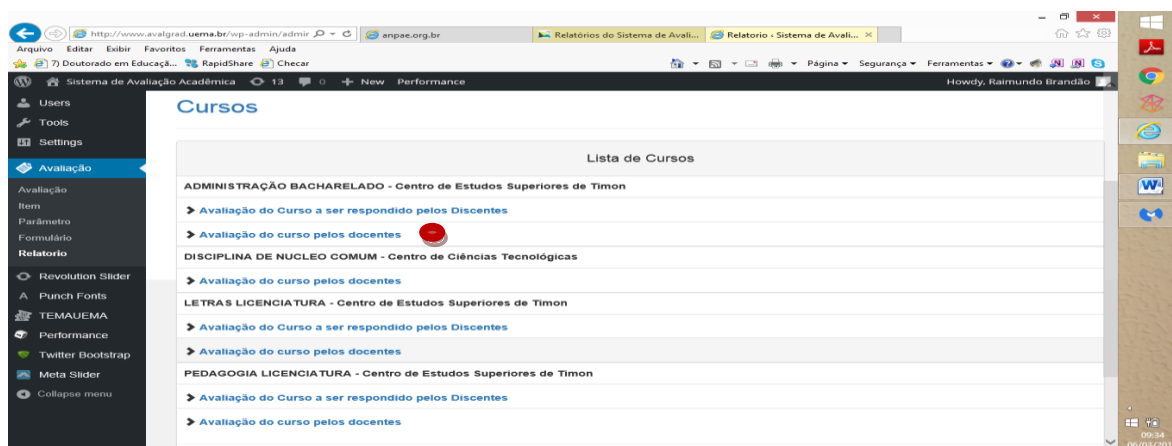 http://www.avalgrad.uema.br/wp-admin/admir
anpae.org.br
Relatórios do Sistema de Avali...
Relatorio ‹ Sistema de Avali...
Arquivo Editar Exibir Favoritos Ferramentas Ajuda
7) Doutorado em Educaçã... RapidShare Checar
Página Segurança Ferramentas
Sistema de Avaliação Acadêmica 13 0 + New Performance Howdy, Raimundo Brandão
Users
Tools
Settings
Avaliação
Avaliação
Item
Parâmetro
Formulário
Relatorio
Revolution Slider
Punch Fonts
TEMAUEMA
Performance
Twitter Bootstrap
Meta Slider
Collapse menu
Cursos
Lista de Cursos
ADMINISTRAÇÃO BACHARELADO - Centro de Estudos Superiores de Timon
Avaliação do Curso a ser respondido pelos Discentes
Avaliação do curso pelos docentes
DISCIPLINA DE NUCLEO COMUM - Centro de Ciências Tecnológicas
Avaliação do curso pelos docentes
LETRAS LICENCIATURA - Centro de Estudos Superiores de Timon
Avaliação do Curso a ser respondido pelos Discentes
Avaliação do curso pelos docentes
PEDAGOGIA LICENCIATURA - Centro de Estudos Superiores de Timon
Avaliação do Curso a ser respondido pelos Discentes
Avaliação do curso pelos docentes
09:34